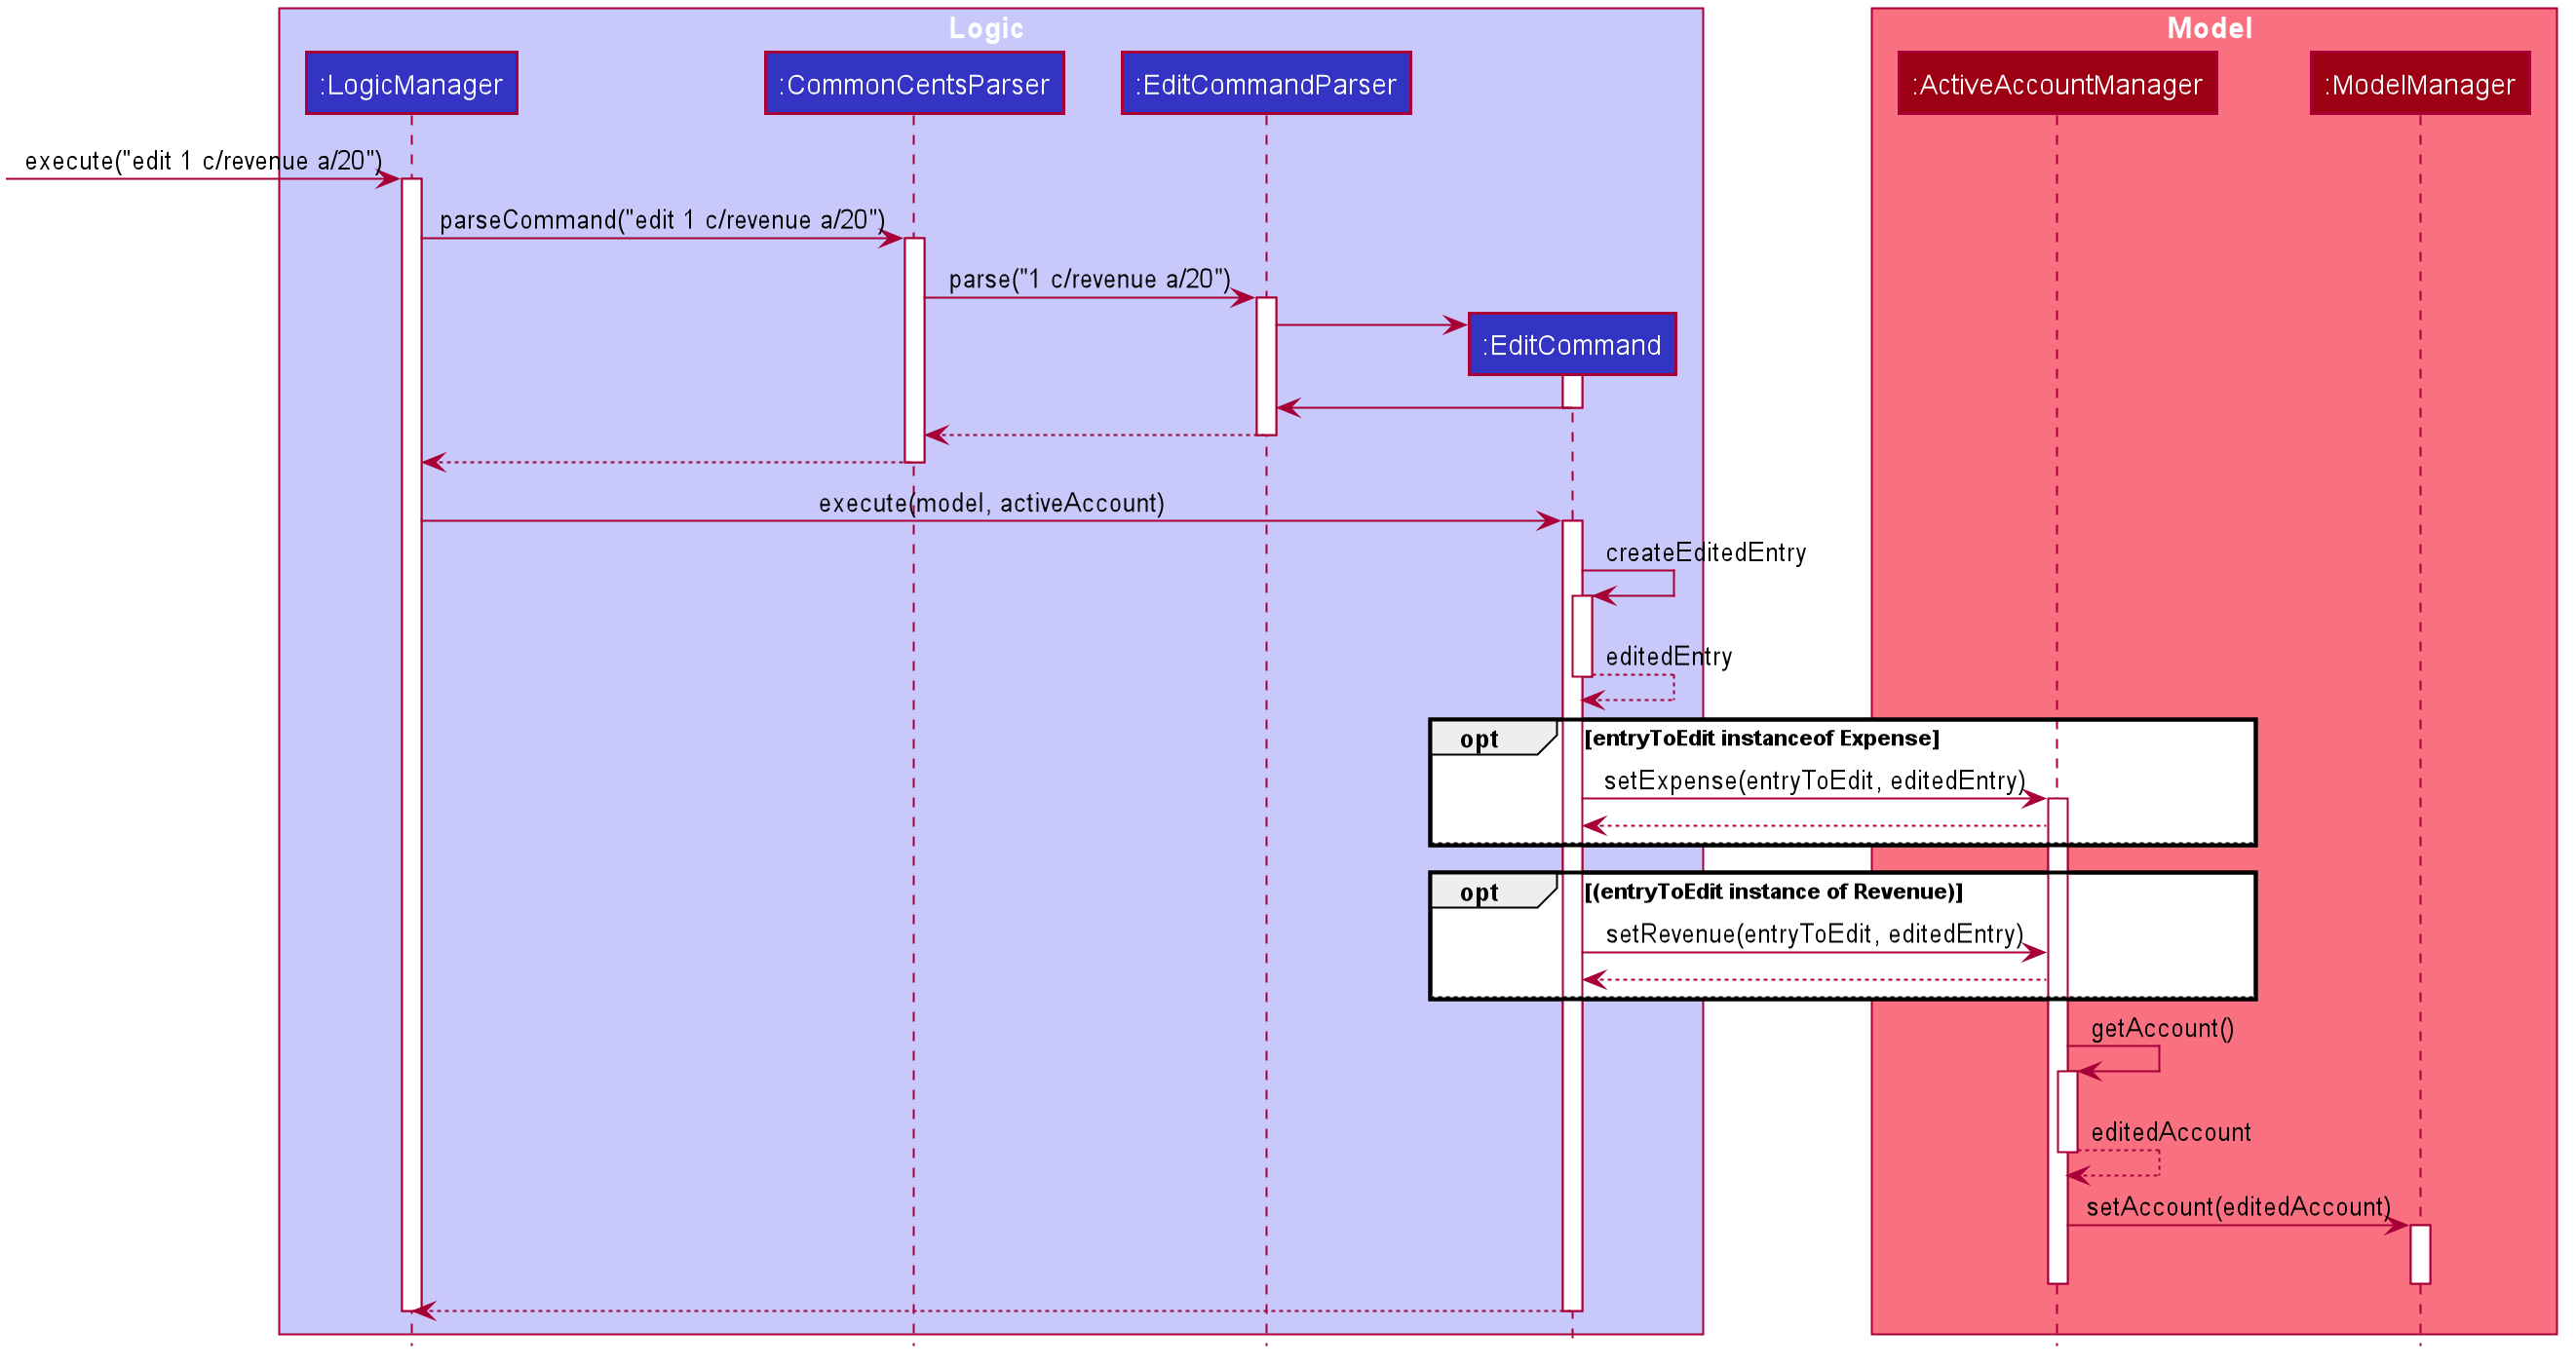 Logic
Model
:LogicManager
:CommonCentsParser
:EditCommandParser
:ActiveAccountManager
:ModelManager
execute("edit 1 c/revenue a/20")
parseCommand("edit 1 c/revenue a/20")
parse("1 c/revenue a/20")
:EditCommand
execute(model, activeAccount)
createEditedEntry
editedEntry
opt
[entryToEdit instanceof Expense]
setExpense(entryToEdit, editedEntry)
opt
[(entryToEdit instance of Revenue)]
setRevenue(entryToEdit, editedEntry)
getAccount()
editedAccount
setAccount(editedAccount)